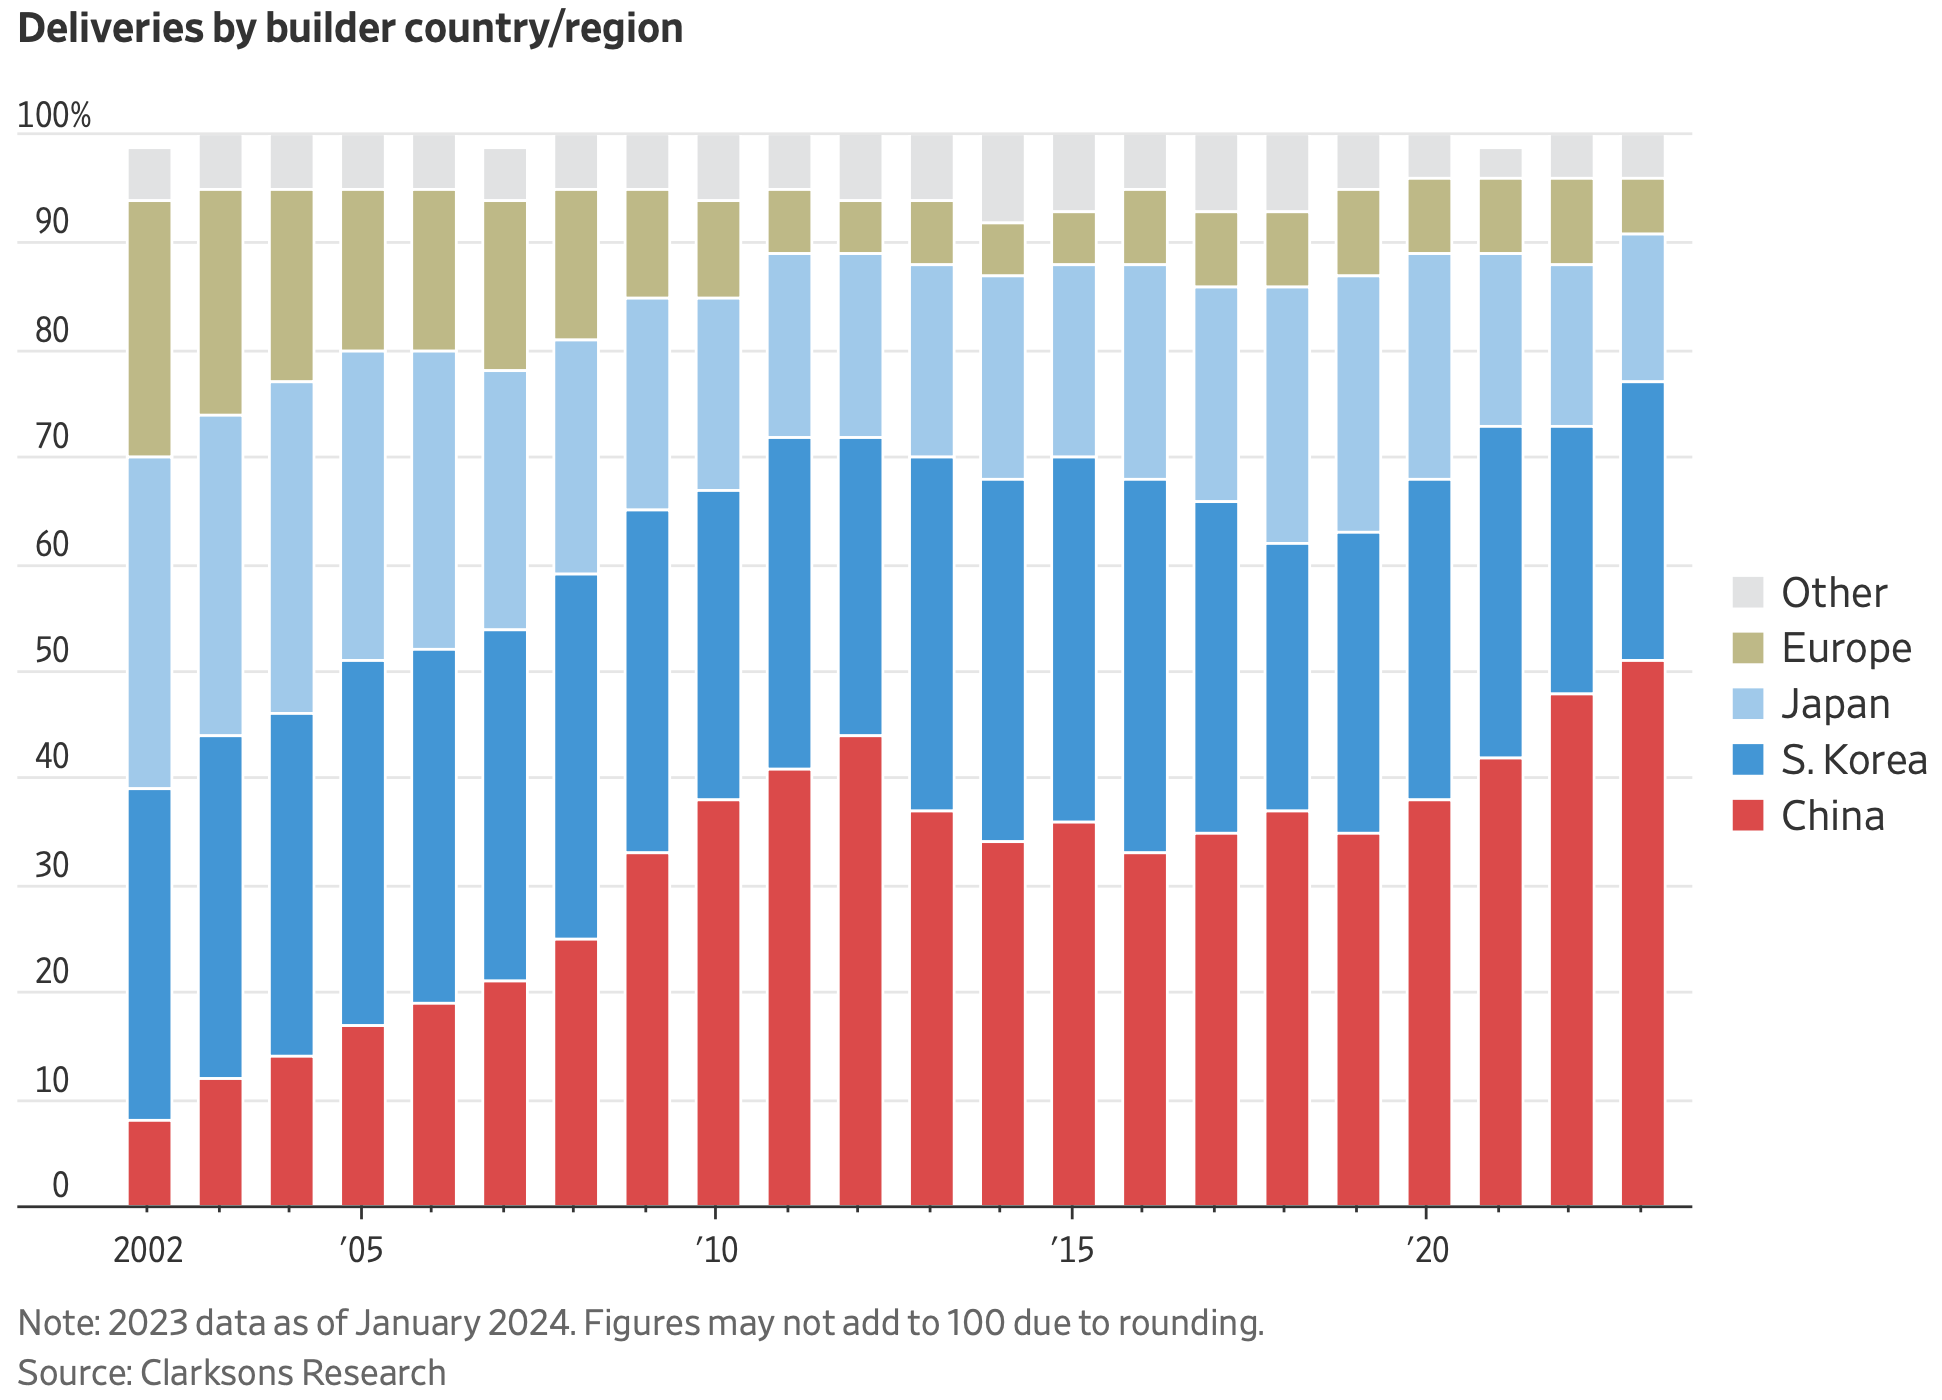 Deliveries by builder country/region
100%
90
80
70
60
50
40
30
20
10
0
2002
’05
’10
’15
’20
Other
Europe
Japan
S. Korea
China
Note: 2023 data as of January 2024. Figures may not add to 100 due to rounding.
Source: Clarksons Research